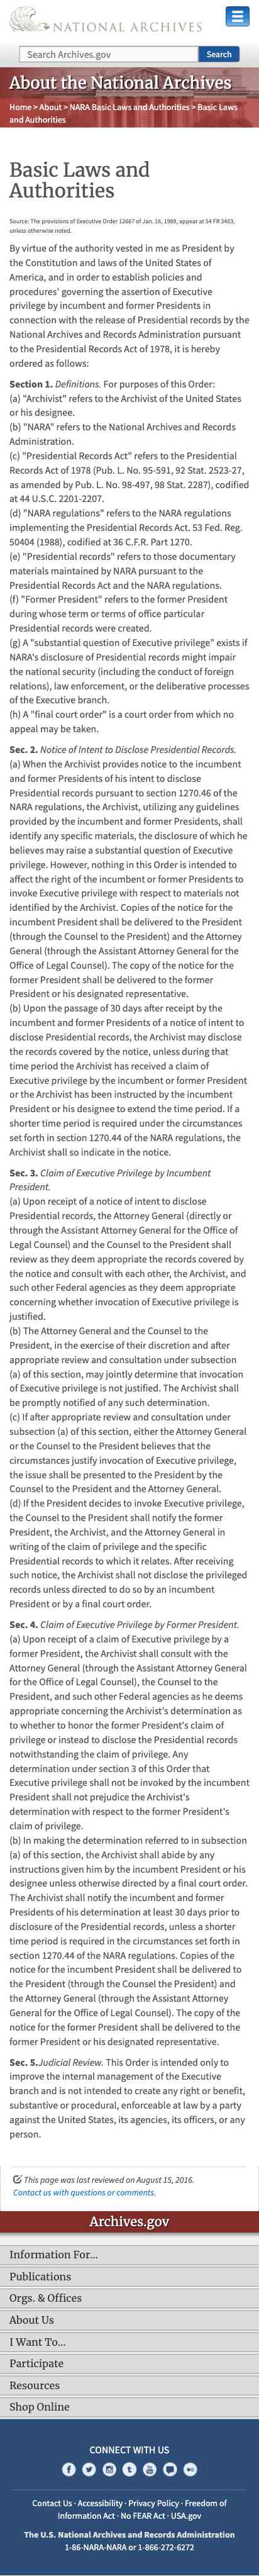 NATIONAL ARCHIVES
Search Archives.gov
Search
About the National Archives
Home > About > NARA Basic Laws and Authorities > Basic Laws
and Authorities
Basic Laws and
Authorities
Source: The provisions of Executive Order 12667 of Jan. 16, 1989, appear at 54 FR 3403,
unless otherwise noted.
By virtue of the authority vested in me as President by
the Constitution and laws of the United States of
America, and in order to establish policies and
procedures' governing the assertion of Executive
privilege by incumbent and former Presidents in
connection with the release of Presidential records by the
National Archives and Records Administration pursuant
to the Presidential Records Act of 1978, it is hereby
ordered as follows:
Section 1. Definitions. For purposes of this Order:
(a) "Archivist" refers to the Archivist of the United States
or his designee.
(b) "NARA" refers to the National Archives and Records
Administration.
(c) "Presidential Records Act" refers to the Presidential
Records Act of 1978 (Pub. L. No. 95-591, 92 Stat. 2523-27,
as amended by Pub. L. No. 98-497, 98 Stat. 2287), codified
at 44 U.S.C. 2201-2207.
(d) "NARA regulations" refers to the NARA regulations
implementing the Presidential Records Act. 53 Fed. Reg.
50404 (1988), codified at 36 C.F.R. Part 1270.
(e) "Presidential records" refers to those documentary
materials maintained by NARA pursuant to the
Presidential Records Act and the NARA regulations.
(f) "Former President" refers to the former President
during whose term or terms of office particular
Presidential records were created.
(g) A "substantial question of Executive privilege" exists if
NARA's disclosure of Presidential records might impair
the national security (including the conduct of foreign
relations), law enforcement, or the deliberative processes
of the Executive branch.
(h) A "final court order" is a court order from which no
appeal may be taken.
Sec. 2. Notice of Intent to Disclose Presidential Records.
(a) When the Archivist provides notice to the incumbent
and former Presidents of his intent to disclose
Presidential records pursuant to section 1270.46 of the
NARA regulations, the Archivist, utilizing any guidelines
provided by the incumbent and former Presidents, shall
identify any specific materials, the disclosure of which he
believes may raise a substantial question of Executive
privilege. However, nothing in this Order is intended to
affect the right of the incumbent or former Presidents to
invoke Executive privilege with respect to materials not
identified by the Archivist. Copies of the notice for the
incumbent President shall be delivered to the President
(through the Counsel to the President) and the Attorney
General (through the Assistant Attorney General for the
Office of Legal Counsel). The copy of the notice for the
former President shall be delivered to the former
President or his designated representative.
(b) Upon the passage of 30 days after receipt by the
incumbent and former Presidents of a notice of intent to
disclose Presidential records, the Archivist may disclose
the records covered by the notice, unless during that
time period the Archivist has received a claim of
Executive privilege by the incumbent or former President
or the Archivist has been instructed by the incumbent
President or his designee to extend the time period. If a
shorter time period is required under the circumstances
set forth in section 1270.44 of the NARA regulations, the
Archivist shall so indicate in the notice.
Sec. 3. Claim of Executive Privilege by Incumbent
President.
(a) Upon receipt of a notice of intent to disclose
Presidential records, the Attorney General (directly or
through the Assistant Attorney General for the Office of
Legal Counsel) and the Counsel to the President shall
review as they deem appropriate the records covered by
the notice and consult with each other, the Archivist, and
such other Federal agencies as they deem appropriate
concerning whether invocation of Executive privilege is
justified.
(b) The Attorney General and the Counsel to the
President, in the exercise of their discretion and after
appropriate review and consultation under subsection
(a) of this section, may jointly determine that invocation
of Executive privilege is not justified. The Archivist shall
be promptly notified of any such determination.
(c) If after appropriate review and consultation under
subsection (a) of this section, either the Attorney General
or the Counsel to the President believes that the
circumstances justify invocation of Executive privilege,
the issue shall be presented to the President by the
Counsel to the President and the Attorney General.
(d) If the President decides to invoke Executive privilege,
the Counsel to the President shall notify the former
President, the Archivist, and the Attorney General in
writing of the claim of privilege and the specific
Presidential records to which it relates. After receiving
such notice, the Archivist shall not disclose the privileged
records unless directed to do so by an incumbent
President or by a final court order.
Sec. 4. Claim of Executive Privilege by Former President.
(a) Upon receipt of a claim of Executive privilege by a
former President, the Archivist shall consult with the
Attorney General (through the Assistant Attorney General
for the Office of Legal Counsel), the Counsel to the
President, and such other Federal agencies as he deems
appropriate concerning the Archivist's determination as
to whether to honor the former President's claim of
privilege or instead to disclose the Presidential records
notwithstanding the claim of privilege. Any
determination under section 3 of this Order that
Executive privilege shall not be invoked by the incumbent
President shall not prejudice the Archivist's
determination with respect to the former President's
claim of privilege.
(b) In making the determination referred to in subsection
(a) of this section, the Archivist shall abide by any
instructions given him by the incumbent President or his
designee unless otherwise directed by a final court order.
The Archivist shall notify the incumbent and former
Presidents of his determination at least 30 days prior to
disclosure of the Presidential records, unless a shorter
time period is required in the circumstances set forth in
section 1270.44 of the NARA regulations. Copies of the
notice for the incumbent President shall be delivered to
the President (through the Counsel the President) and
the Attorney General (through the Assistant Attorney
General for the Office of Legal Counsel). The copy of the
notice for the former President shall be delivered to the
former President or his designated representative.
Sec. 5.Judicial Review. This Order is intended only to
improve the internal management of the Executive
branch and is not intended to create any right or benefit,
substantive or procedural, enforceable at law by a party
against the United States, its agencies, its officers, or any
person.
This page was last reviewed on August 15, 2016.
Contact us with questions or comments.
Archives.gov
Information For...
Publications
Orgs. & Offices
About Us
I Want To...
Participate
Resources
Shop Online
CONNECT WITH US
Contact Us · Accessibility · Privacy Policy · Freedom of
Information Act · No FEAR Act · USA.gov
The U.S. National Archives and Records Administration
1-86-NARA-NARA or 1-866-272-6272